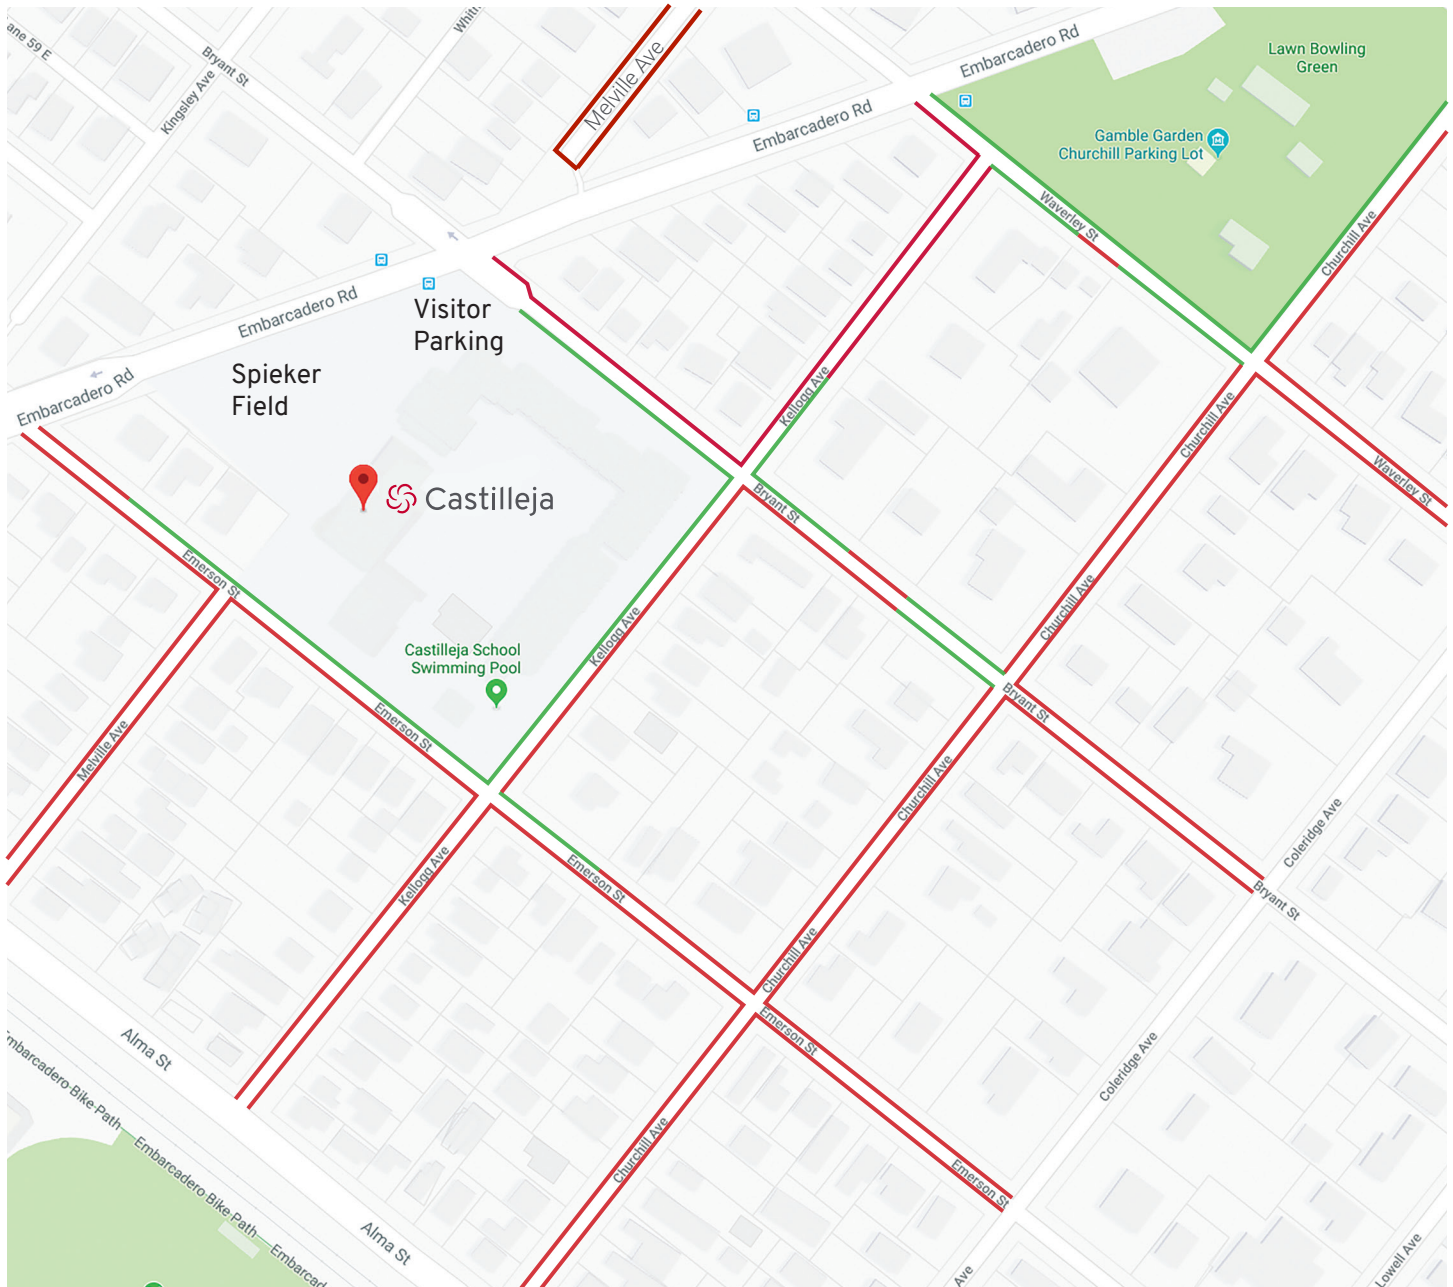 ane 59 E
Bryant St
Kingsley Ave
Whitm
Melville Ave
Embarcadero Rd
Lawn Bowling
Green
Embarcadero Rd
Gamble Garden
Churchill Parking Lot
Waverley St
Churchill Ave
Embarcadero Rd
Visitor
Parking
Spieker
Field
Embarcadero Rd
Kellogg Ave
Churchill Ave
Waverley St
Castilleja
Bryant St
Emerson St
Churchill Ave
Kellogg Ave
Castilleja School
Swimming Pool
Bryant St
Emerson St
Melville Ave
Churchill Ave
Coleridge Ave
Kellogg Ave
Emerson St
Bryant St
Churchill Ave
Emerson St
Alma St
Coleridge Ave
mbarcadero Bike Path
Embarcadero Bike Path
Churchill Ave
Emerson St
Alma St
Embarcad
Ave
Lowell Ave